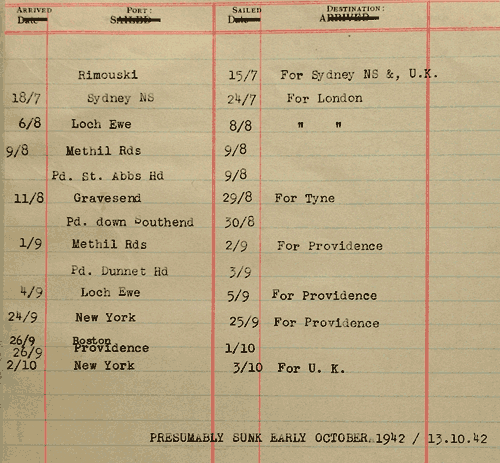 ARRIVED PORT: SAILED DESTINATION:
Date SAILED Date ARRIVED
Rimouski 15/7 For Sydney NS &, U.K.
18/7 Sydney NS 24/7 For London
6/8 Loch Ewe 8/8 " "
9/8 Methil Rds 9/8
Pd. St. Abbs Hd 9/8
11/8 Gravesend 29/8 For Tyne
Pd. down Southend 30/8
1/9 Methil Rds 2/9 For Providence
Pd. Dunnet Hd 3/9
4/9 Loch Ewe 5/9 For Providence
24/9 New York 25/9 For Providence
26/9 Boston
26/9 Providence 1/10
2/10 New York 3/10 For U. K.
PRESUMABLY SUNK EARLY OCTOBER 1942 / 13.10.42